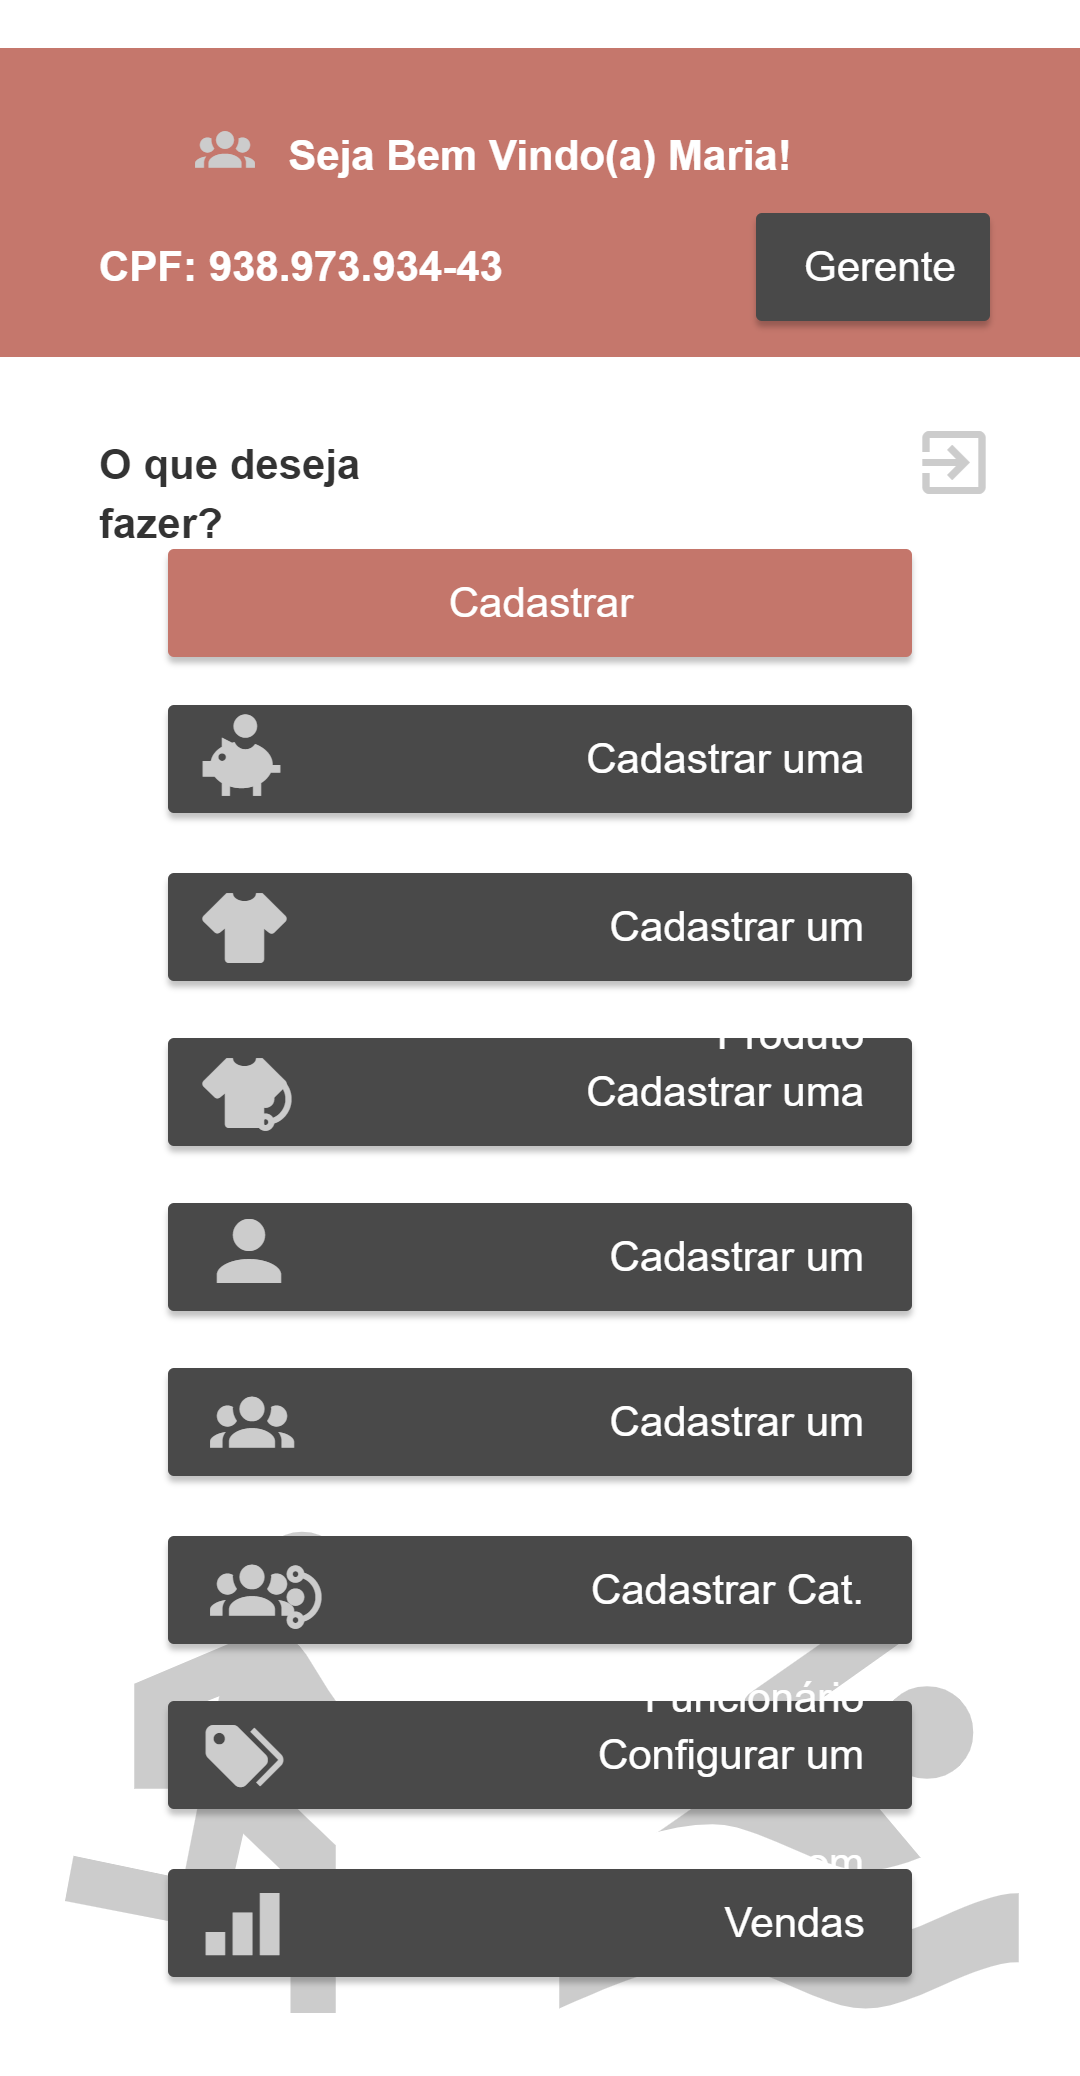 Seja Bem Vindo(a) Maria!
CPF: 938.973.934-43
Gerente
O que deseja
fazer?
Cadastrar
Cadastrar uma
Cadastrar um
Produto
Cadastrar uma
Cadastrar um
Cadastrar um
Cadastrar Cat.
Funcionário
Configurar um
Vendas